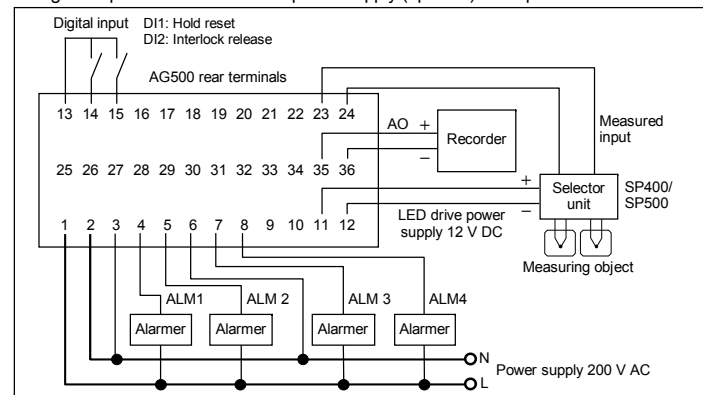 Digital input DI1: Hold reset
DI2: Interlock release
AG500 rear terminals
13 14 15 16 17 18 19 20 21 22 23 24
AO +
Recorder
−
Measured
input
25 26 27 28 29 30 31 32 33 34 35 36
+
Selector
unit
SP400/
SP500
−
LED drive power
supply 12 V DC
1 2 3 4 5 6 7 8 9 10 11 12
Measuring object
ALM1 ALM 2 ALM 3 ALM4
Alarmer Alarmer Alarmer Alarmer
N
Power supply 200 V AC
L